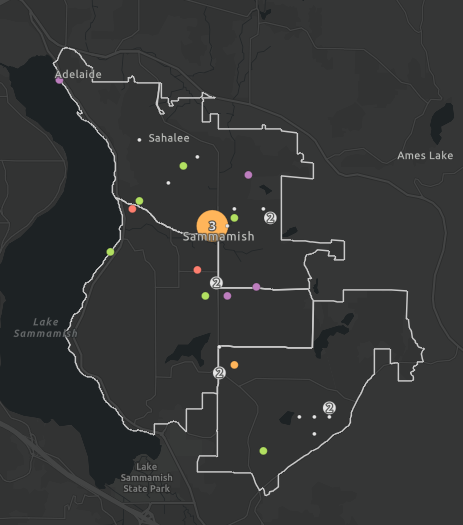 Adelaide
Sahalee
Ames Lake
2
3
Sammamish
2
Lake
Sammamish
2
2
Lake
Sammamish
State Park